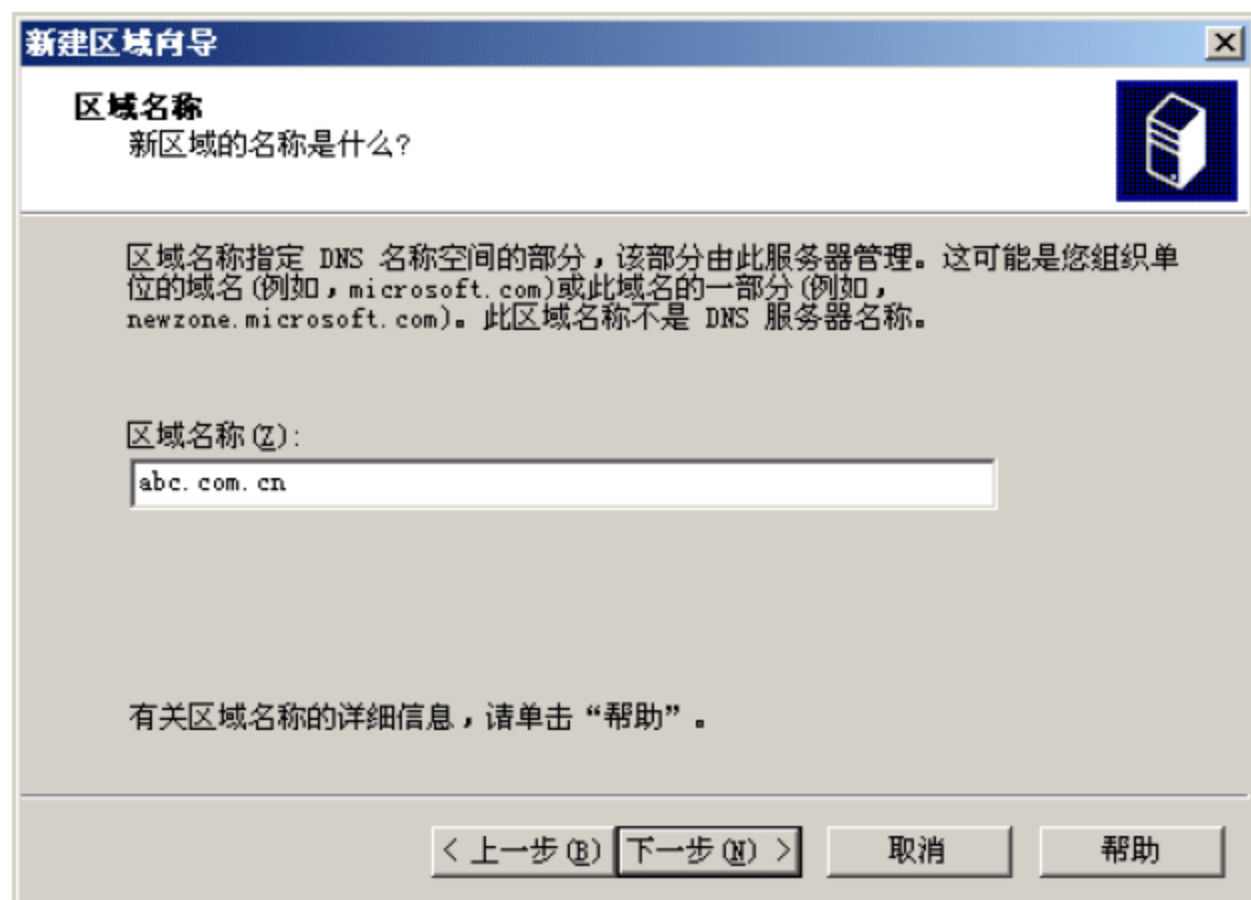 新建区域向导
区域名称
新区域的名称是什么?
区域名称指定 DNS 名称空间的部分,该部分由此服务器管理。这可能是您组织单
位的域名(例如,microsoft.com)或此域名的一部分(例如,
newzone.microsoft.com)。此区域名称不是 DNS 服务器名称。
区域名称(Z):
abc.com.cn
有关区域名称的详细信息,请单击“帮助”。
< 上一步(B) 下一步(N) > 取消 帮助